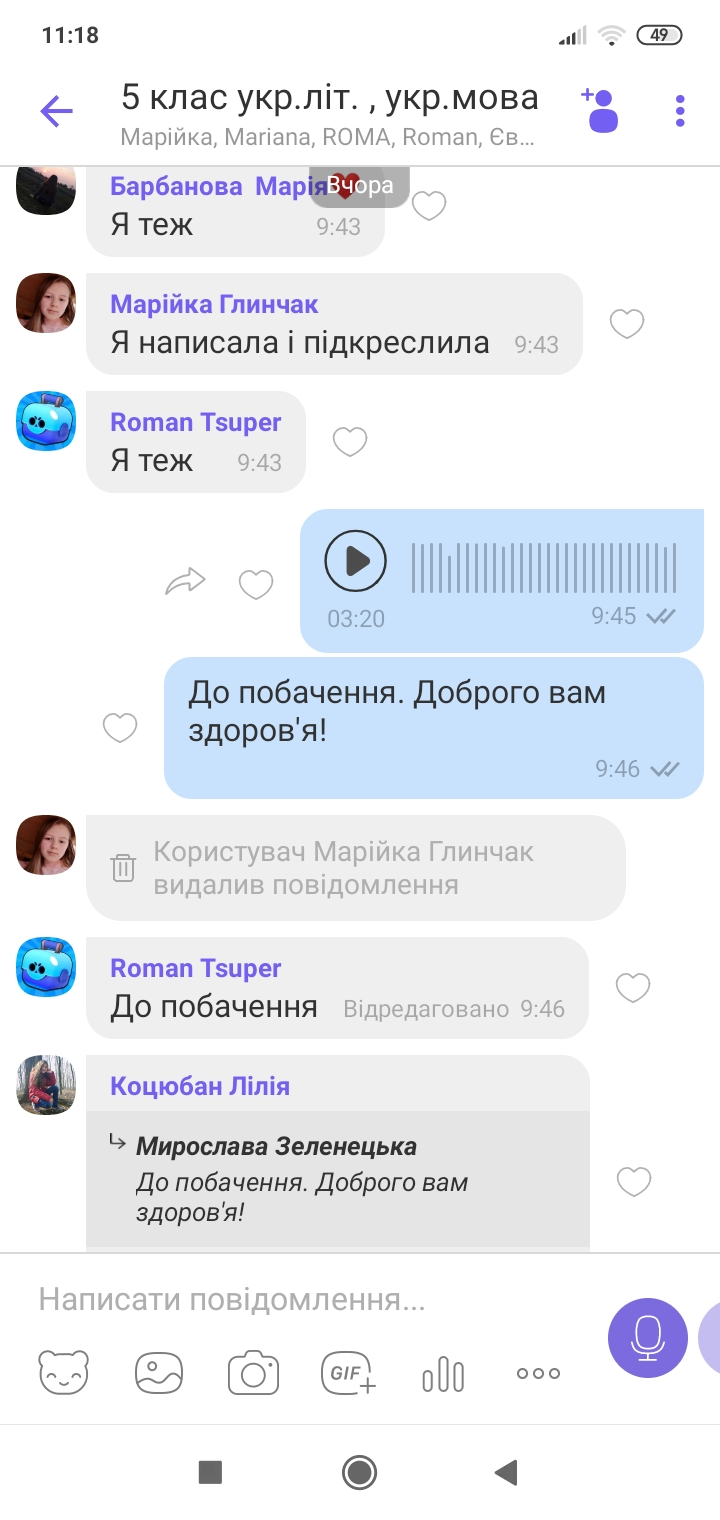 11:18
49
5 клас укр.літ. , укр.мова
Марійка, Mariana, ROMA, Roman, Єв...
Вчора
Барбанова Марія
Я теж 9:43
Марійка Глинчак
Я написала і підкреслила 9:43
Roman Tsuper
Я теж 9:43
03:20 9:45
До побачення. Доброго вам
здоров'я!
9:46
Користувач Марійка Глинчак
видалив повідомлення
Roman Tsuper
До побачення Відредаговано 9:46
Коцюбан Лілія
Мирослава Зеленецька
До побачення. Доброго вам
здоров'я!
Написати повідомлення...
GIF